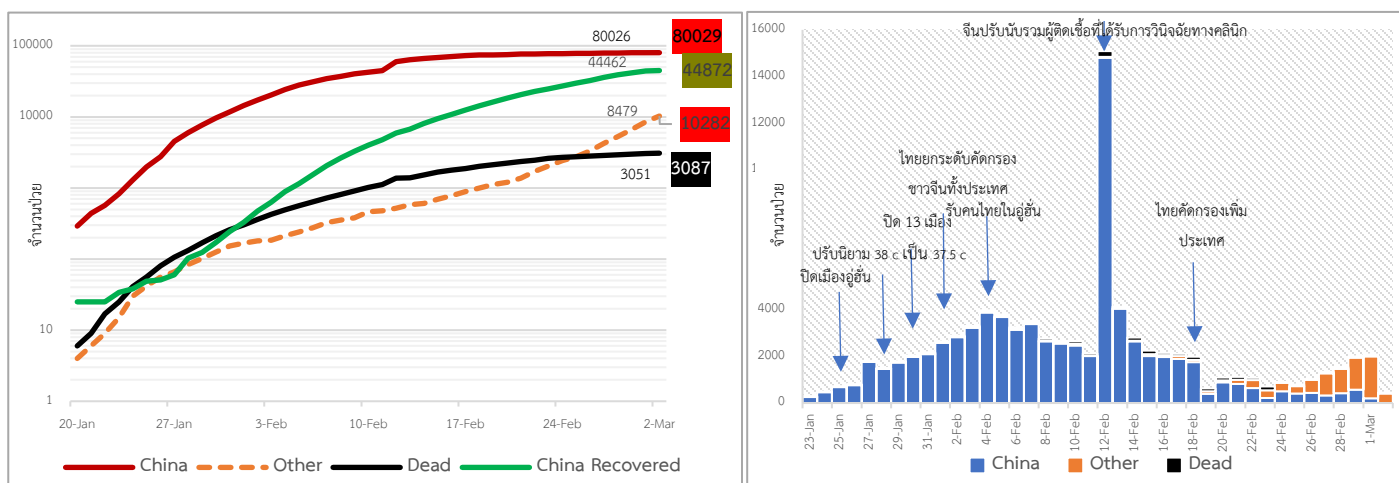 100000
10000
10
1
จำนวนป่วย
80026
80029
44462
44872
8479
10282
3051
3087
20-Jan 27-Jan 3-Feb 10-Feb 17-Feb 24-Feb 2-Mar
China Other Dead China Recovered
จีนปรับนับรวมผู้ติดเชื้อที่ได้รับการวินิจฉัยทางคลินิก
16000
14000
12000
1
4000
2000
0
จำนวนป่วย
ไทยยกระดับคัดกรอง
ชาวจีนทั้งประเทศ
รับคนไทยในอู่ฮั่น
ปิด 13 เมือง
ปรับนิยาม 38 c เป็น 37.5 c
ปิดเมืองอู่ฮั่น
ไทยคัดกรองเพิ่ม
ประเทศ
23-Jan 25-Jan 27-Jan 29-Jan 31-Jan 2-Feb 4-Feb 6-Feb 8-Feb 10-Feb 12-Feb 14-Feb 16-Feb 18-Feb 20-Feb 22-Feb 24-Feb 26-Feb 28-Feb 1-Mar
China Other Dead